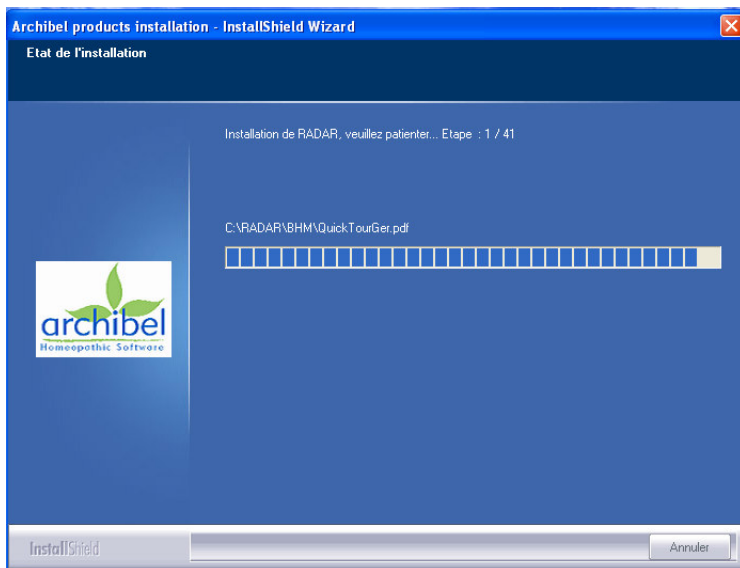 Archibel products installation - InstallShield Wizard
Etat de l'installation
Installation de RADAR, veuillez patienter... Etape : 1 / 41
C:\RADAR\BHM\QuickTourGer.pdf
archibel
Homeopathic Software
InstallShield
Annuler